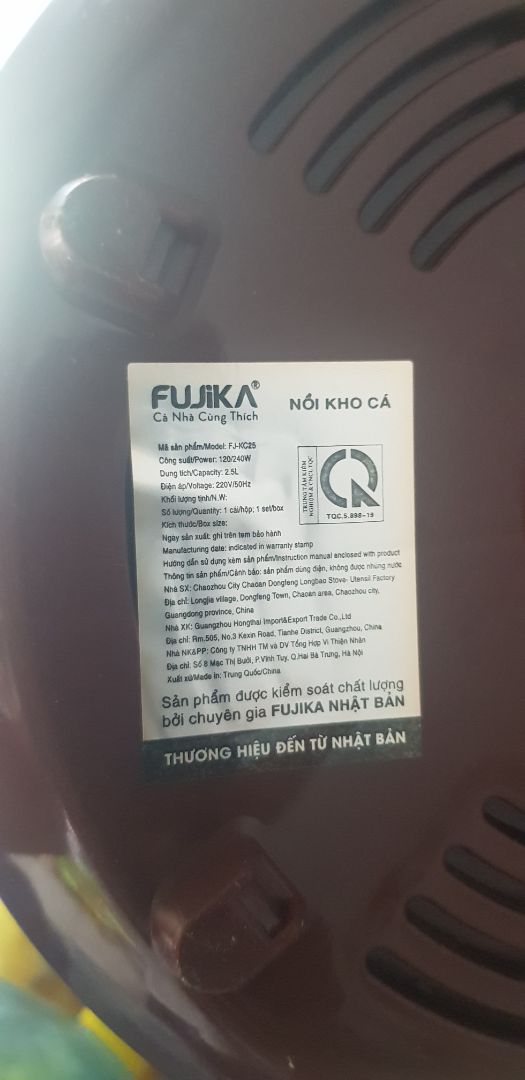 FUJIKA®
Cả Nhà Cùng Thích
NỒI KHO CÁ
Mã sản phẩm/Model: FJ-KC25
Công suất/Power: 120/240W
Dung tích/Capacity: 2.5L
Điện áp/Voltage: 220V/50Hz
Khối lượng tịnh/N.W:
Số lượng/Quantity: 1 cái/hộp; 1 set/box
Kích thước/Box size:
TRUNG TÂM KIỂM
NGHIỆM & CNCL TQC
TQC.5.898-19
Ngày sản xuất: ghi trên tem bảo hành
Manufacturing date: indicated in warranty stamp
Hướng dẫn sử dụng kèm sản phẩm/Instruction manual enclosed with product
Thông tin sản phẩm/Cảnh báo: sản phẩm dùng điện, không được nhúng nước
Nhà SX: Chaozhou City Chaoan Dongfeng Longbao Stove- Utensil Factory
Địa chỉ: Longjia village, Dongfeng Town, Chaoan area, Chaozhou city,
Guangdong province, China
Nhà XK: Guangzhou Hongthai Import&Export Trade Co.,Ltd
Địa chỉ: Rm.505, No.3 Kexin Road, Tianhe District, Guangzhou, China
Nhà NK&PP: Công ty TNHH TM và DV Tổng Hợp Vì Thiện Nhân
Địa chỉ: Số 8 Mạc Thị Bưởi, P.Vĩnh Tuy, Q.Hai Bà Trưng, Hà Nội
Xuất xứ/Made in: Trung Quốc/China
Sản phẩm được kiểm soát chất lượng
bởi chuyên gia FUJIKA NHẬT BẢN
THƯƠNG HIỆU ĐẾN TỪ NHẬT BẢN